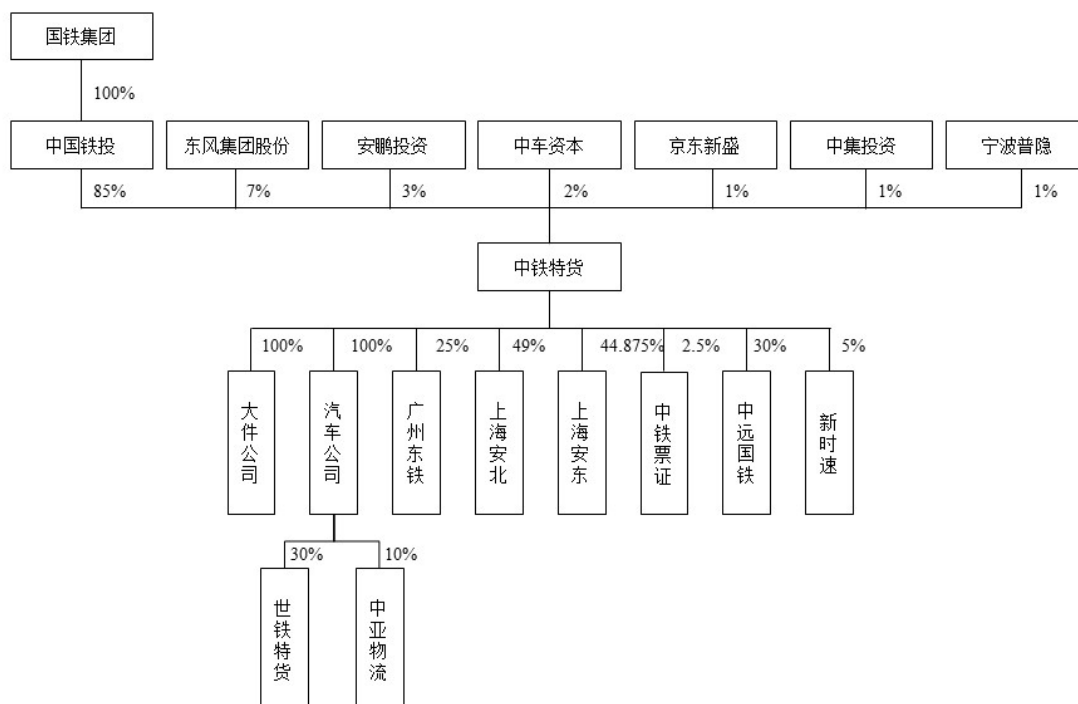 国铁集团
100%
中国铁投
东风集团股份
安鹏投资
中车资本
京东新盛
中集投资
宁波普隐
85%
7%
3%
2%
1%
1%
1%
中铁特货
100%
100%
25%
49%
44.875%
2.5%
30%
5%
大件公司
汽车公司
广州东铁
上海安北
上海安东
中铁票证
中远国铁
新时速
30%
10%
世铁特货
中亚物流